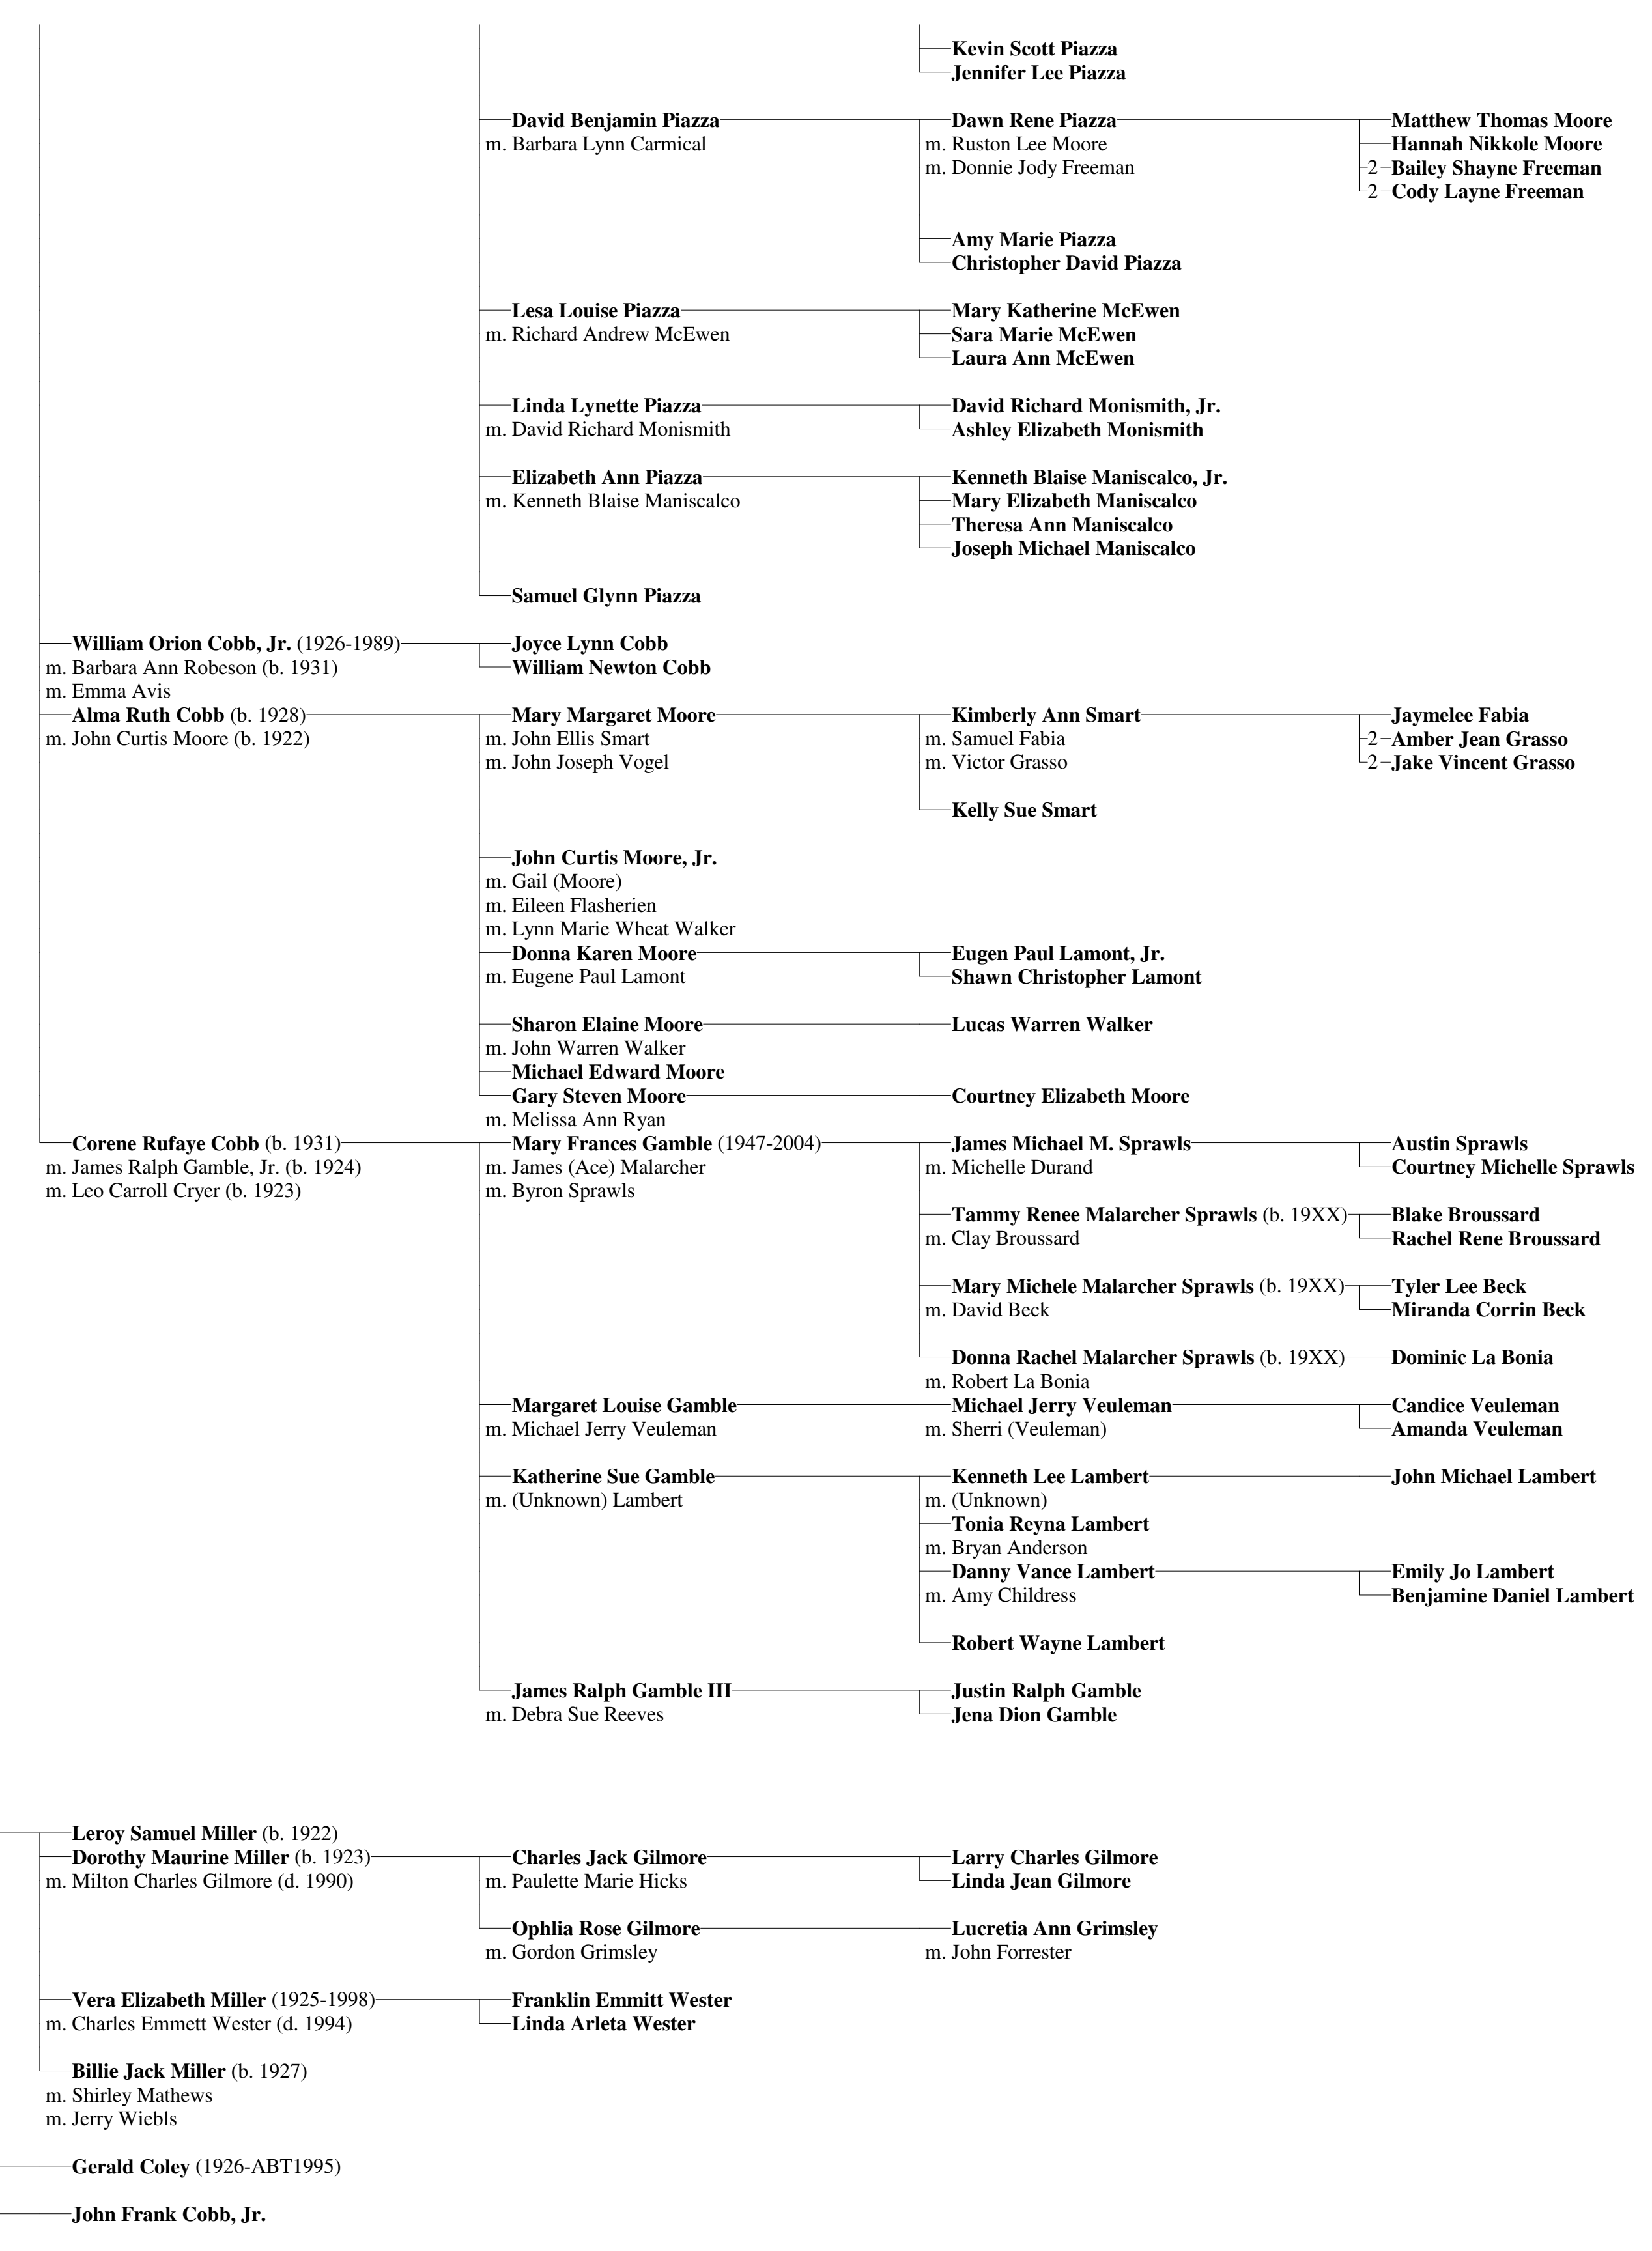 Kevin Scott Piazza
Jennifer Lee Piazza
David Benjamin Piazza Dawn Rene Piazza Matthew Thomas Moore
m. Barbara Lynn Carmical m. Ruston Lee Moore Hannah Nikkole Moore
m. Donnie Jody Freeman 2 Bailey Shayne Freeman
2 Cody Layne Freeman
Amy Marie Piazza
Christopher David Piazza
Lesa Louise Piazza Mary Katherine McEwen
m. Richard Andrew McEwen Sara Marie McEwen
Laura Ann McEwen
Linda Lynette Piazza David Richard Monismith, Jr.
m. David Richard Monismith Ashley Elizabeth Monismith
Elizabeth Ann Piazza Kenneth Blaise Maniscalco, Jr.
m. Kenneth Blaise Maniscalco Mary Elizabeth Maniscalco
Theresa Ann Maniscalco
Joseph Michael Maniscalco
Samuel Glynn Piazza
William Orion Cobb, Jr. (1926-1989) Joyce Lynn Cobb
m. Barbara Ann Robeson (b. 1931) William Newton Cobb
m. Emma Avis
Alma Ruth Cobb (b. 1928) Mary Margaret Moore Kimberly Ann Smart Jaymelee Fabia
m. John Curtis Moore (b. 1922) m. John Ellis Smart m. Samuel Fabia 2 Amber Jean Grasso
m. John Joseph Vogel m. Victor Grasso 2 Jake Vincent Grasso
Kelly Sue Smart
John Curtis Moore, Jr.
m. Gail (Moore)
m. Eileen Flasherien
m. Lynn Marie Wheat Walker
Donna Karen Moore Eugen Paul Lamont, Jr.
m. Eugene Paul Lamont Shawn Christopher Lamont
Sharon Elaine Moore Lucas Warren Walker
m. John Warren Walker
Michael Edward Moore
Gary Steven Moore Courtney Elizabeth Moore
m. Melissa Ann Ryan
Corene Rufaye Cobb (b. 1931) Mary Frances Gamble (1947-2004) James Michael M. Sprawls Austin Sprawls
m. James Ralph Gamble, Jr. (b. 1924) m. James (Ace) Malarcher m. Michelle Durand Courtney Michelle Sprawls
m. Leo Carroll Cryer (b. 1923) m. Byron Sprawls
Tammy Renee Malarcher Sprawls (b. 19XX) Blake Broussard
m. Clay Broussard Rachel Rene Broussard
Mary Michele Malarcher Sprawls (b. 19XX) Tyler Lee Beck
m. David Beck Miranda Corrin Beck
Donna Rachel Malarcher Sprawls (b. 19XX) Dominic La Bonia
m. Robert La Bonia
Margaret Louise Gamble Michael Jerry Veuleman Candice Veuleman
m. Michael Jerry Veuleman m. Sherri (Veuleman) Amanda Veuleman
Katherine Sue Gamble Kenneth Lee Lambert John Michael Lambert
m. (Unknown) Lambert m. (Unknown)
Tonia Reyna Lambert
m. Bryan Anderson
Danny Vance Lambert Emily Jo Lambert
m. Amy Childress Benjamine Daniel Lambert
Robert Wayne Lambert
James Ralph Gamble III Justin Ralph Gamble
m. Debra Sue Reeves Jena Dion Gamble
Leroy Samuel Miller (b. 1922)
Dorothy Maurine Miller (b. 1923) Charles Jack Gilmore Larry Charles Gilmore
m. Milton Charles Gilmore (d. 1990) m. Paulette Marie Hicks Linda Jean Gilmore
Ophlia Rose Gilmore Lucretia Ann Grimsley
m. Gordon Grimsley m. John Forrester
Vera Elizabeth Miller (1925-1998) Franklin Emmitt Wester
m. Charles Emmett Wester (d. 1994) Linda Arleta Wester
Billie Jack Miller (b. 1927)
m. Shirley Mathews
m. Jerry Wiebls
Gerald Coley (1926-ABT1995)
John Frank Cobb, Jr.